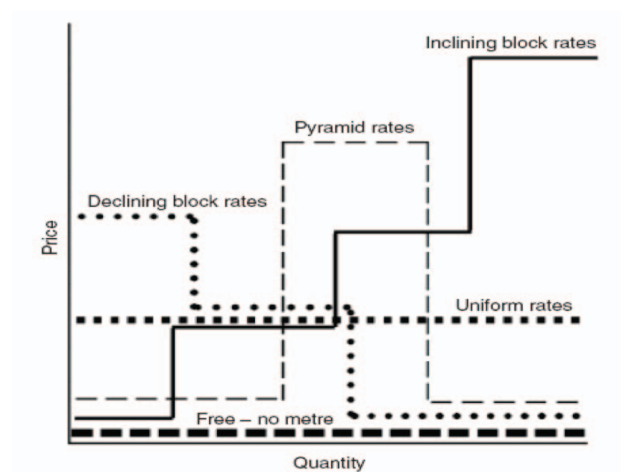 Inclining block rates
Pyramid rates
Declining block rates
Price
Uniform rates
Free – no metre
Quantity